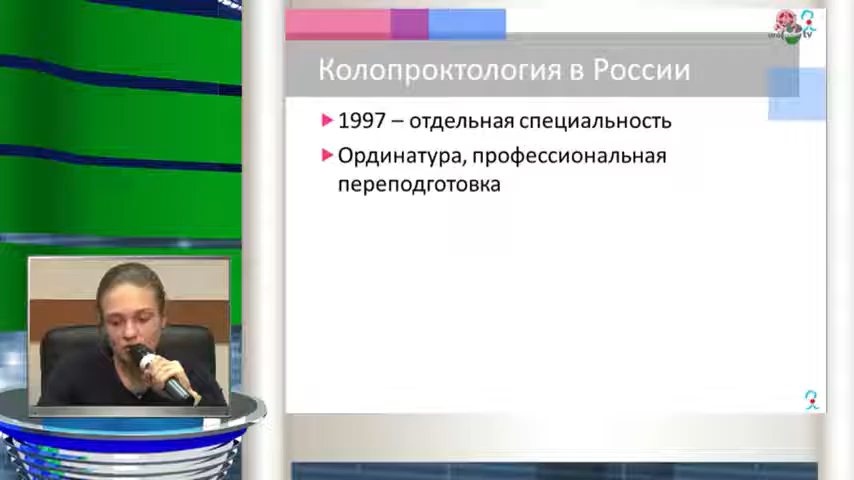 Колопроктология в России
1997 – отдельная специальность
Ординатура, профессиональная
переподготовка